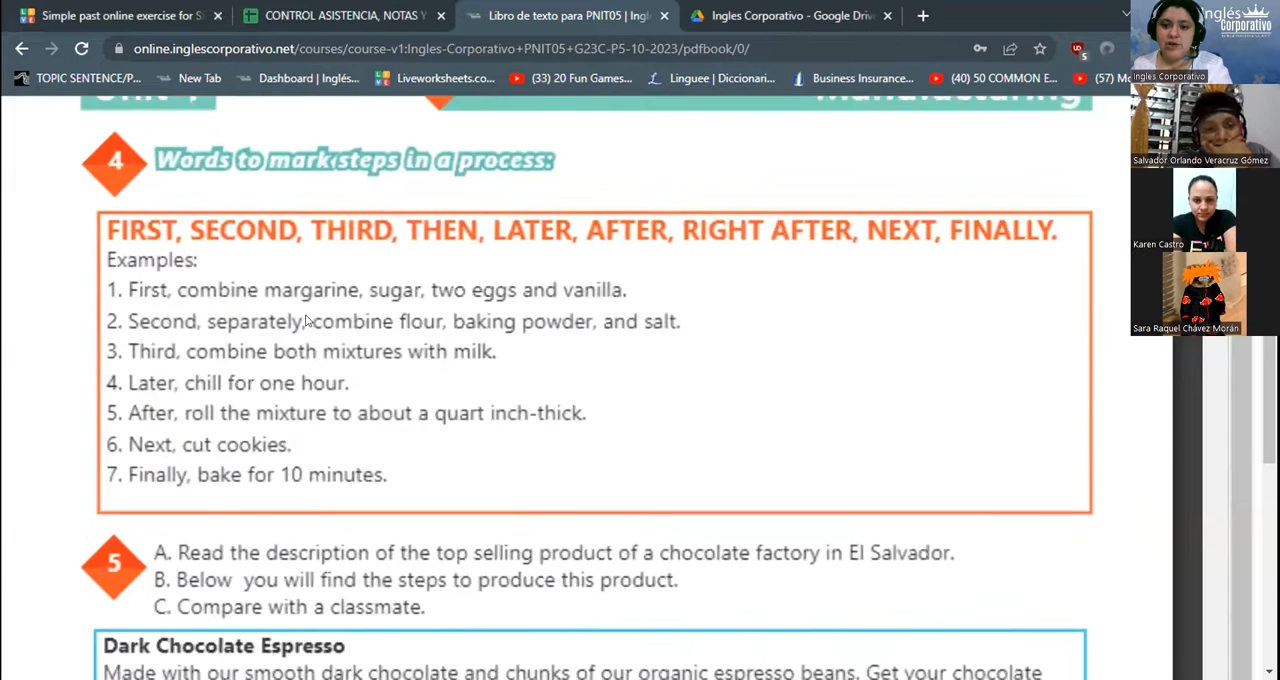 Simple past online exercise for S
CONTROL ASISTENCIA, NOTAS Y
Libro de texto para PNIT05 | Ingl
Ingles Corporativo - Google Driv
online.inglescorporativo.net/courses/course-v1:Ingles-Corporativo+PNIT05+G23C-P5-10-2023/pdfbook/0/
TOPIC SENTENCE/P...
New Tab
Dashboard | Inglés...
Liveworksheets.co...
(33) 20 Fun Games...
Linguee | Diccionari...
Business Insurance...
(40) 50 COMMON E...
(57) M
Inglés
Corporativo
Ingles Corporativo
Salvador Orlando Veracruz Gómez
Karen Castro
Sara Raquel Chávez Morán
Manufacturing
4 Words to mark steps in a process:
FIRST, SECOND, THIRD, THEN, LATER, AFTER, RIGHT AFTER, NEXT, FINALLY.
Examples:
1. First, combine margarine, sugar, two eggs and vanilla.
2. Second, separately, combine flour, baking powder, and salt.
3. Third, combine both mixtures with milk.
4. Later, chill for one hour.
5. After, roll the mixture to about a quart inch-thick.
6. Next, cut cookies.
7. Finally, bake for 10 minutes.
5 A. Read the description of the top selling product of a chocolate factory in El Salvador.
B. Below you will find the steps to produce this product.
C. Compare with a classmate.
Dark Chocolate Espresso
Made with our smooth dark chocolate and chunks of our organic espresso beans. Get your chocolate